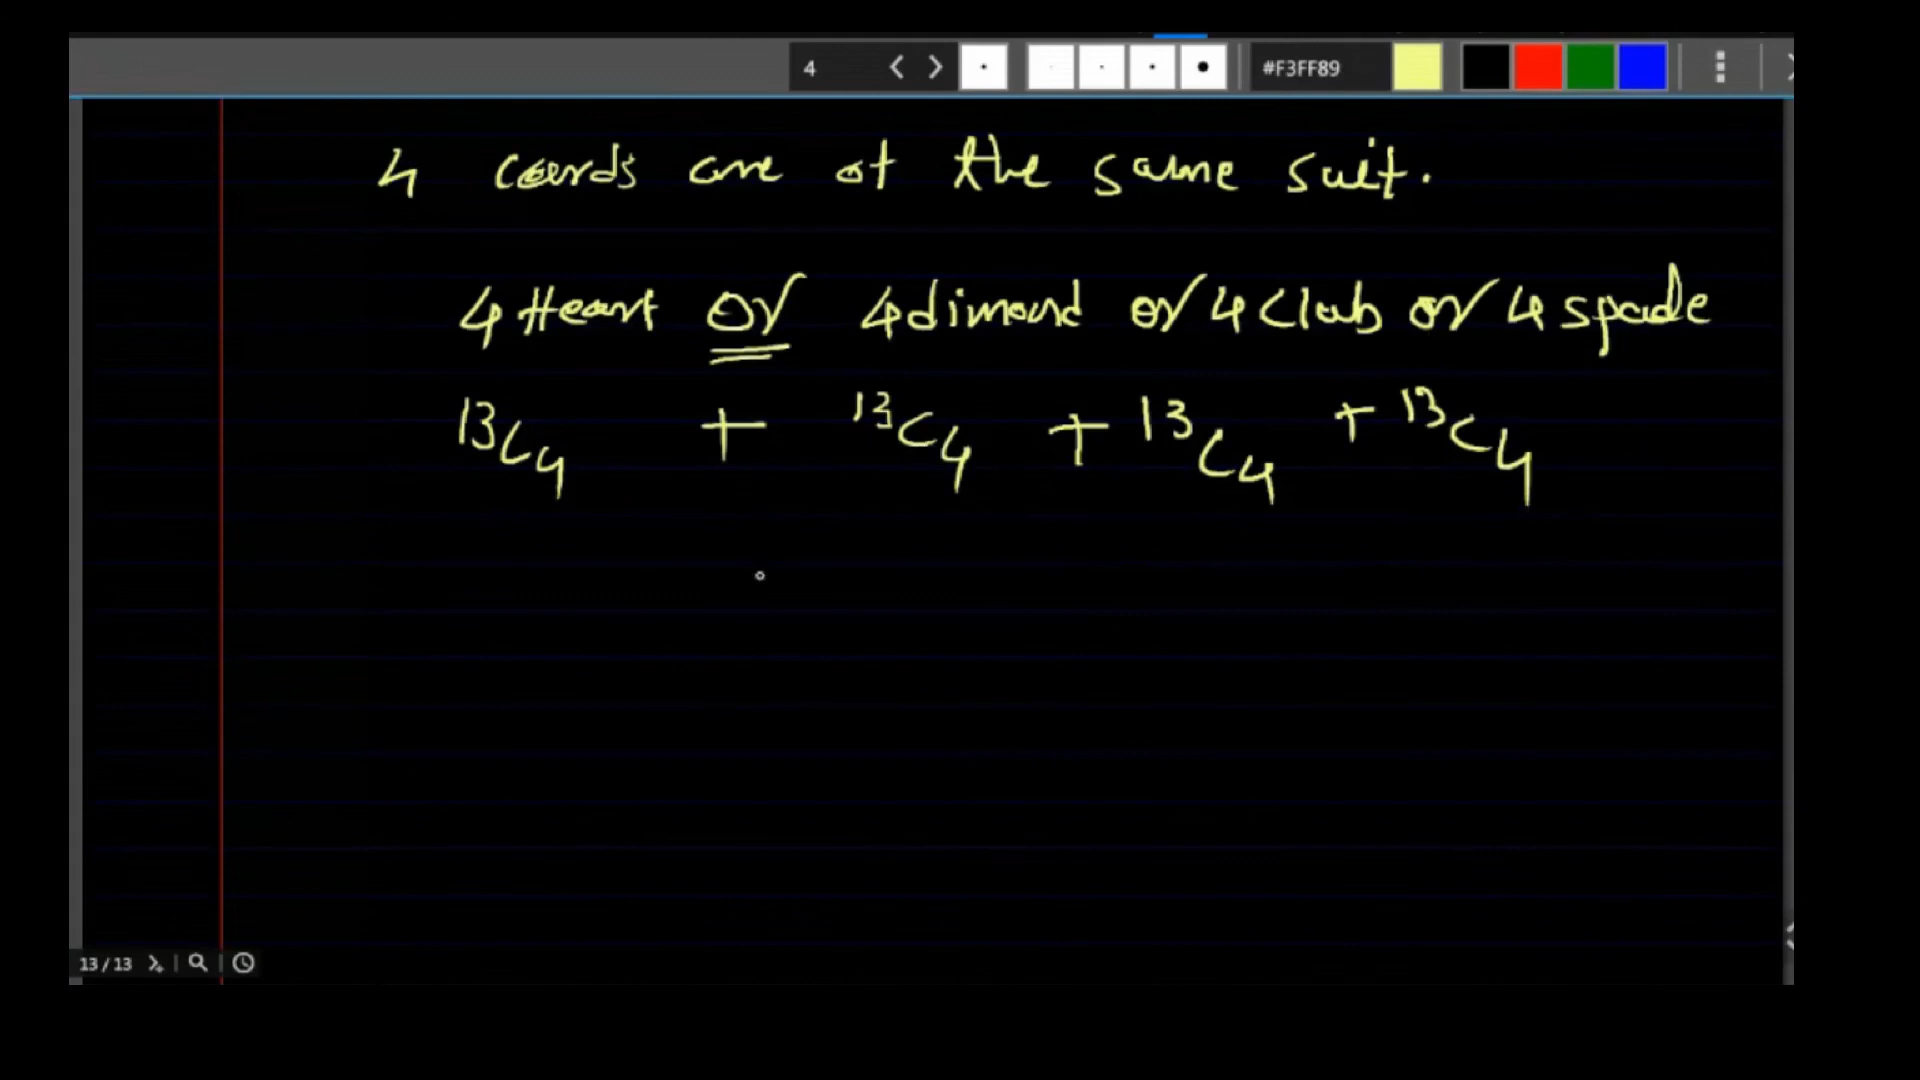 4
#F3FF89
4 cards are of the same suit.
4 Heart or 4 dimond or 4 club or 4 spade
¹³C₄ + ¹³C₄ + ¹³C₄ + ¹³C₄
13/13